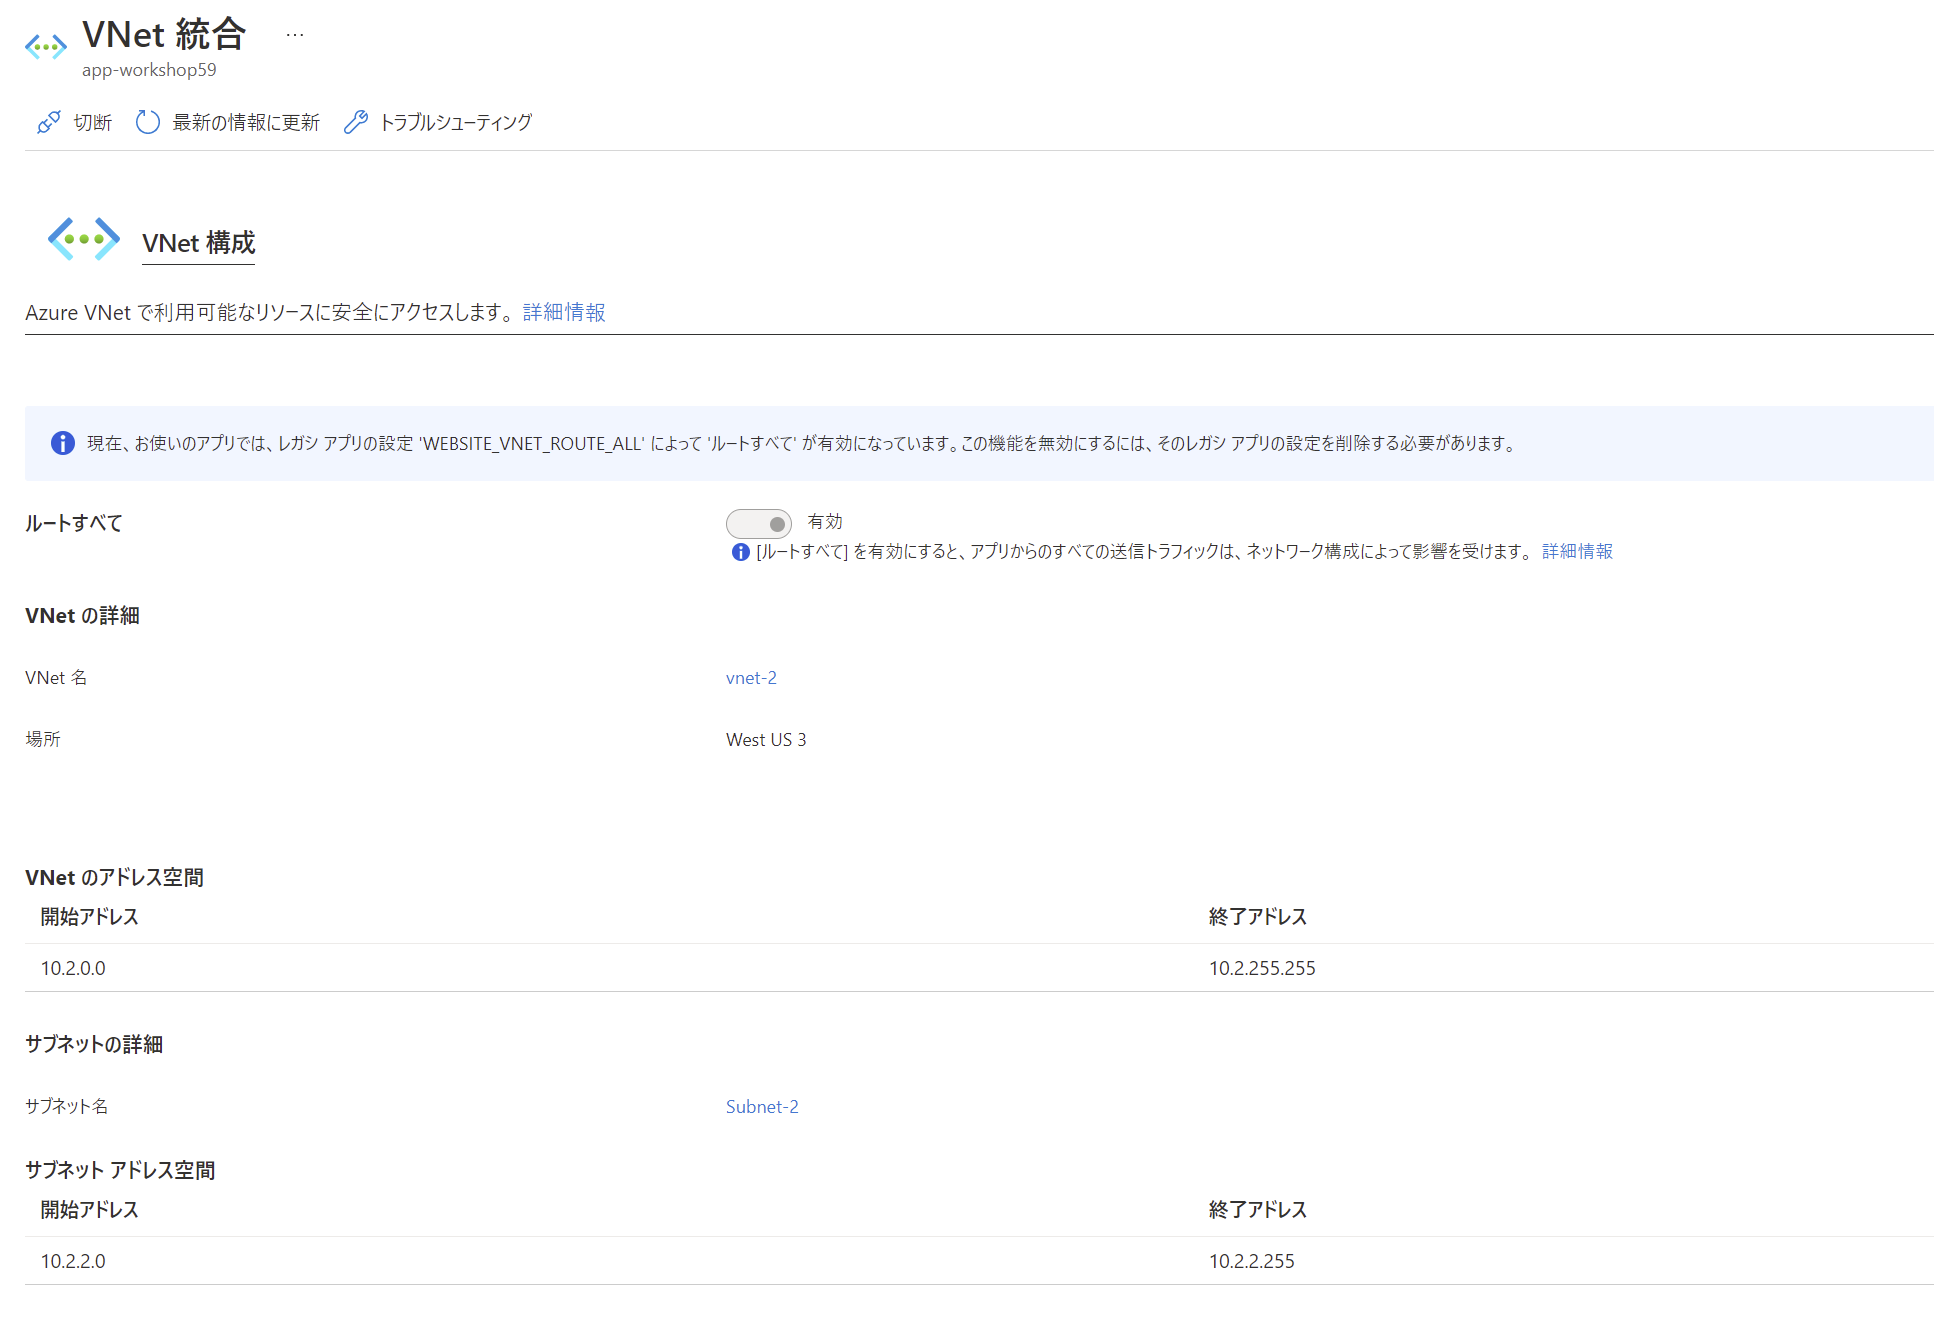 VNet 統合 …
app-workshop59
切断 最新の情報に更新 トラブルシューティング
VNet 構成
Azure VNet で利用可能なリソースに安全にアクセスします。 詳細情報
現在、お使いのアプリでは、レガシ アプリの設定 'WEBSITE_VNET_ROUTE_ALL' によって 'ルートすべて' が有効になっています。この機能を無効にするには、そのレガシ アプリの設定を削除する必要があります。
ルートすべて 有効
[ルートすべて] を有効にすると、アプリからのすべての送信トラフィックは、ネットワーク構成によって影響を受けます。 詳細情報
VNet の詳細
VNet 名 vnet-2
場所 West US 3
VNet のアドレス空間
開始アドレス 終了アドレス
10.2.0.0 10.2.255.255
サブネットの詳細
サブネット名 Subnet-2
サブネット アドレス空間
開始アドレス 終了アドレス
10.2.2.0 10.2.2.255